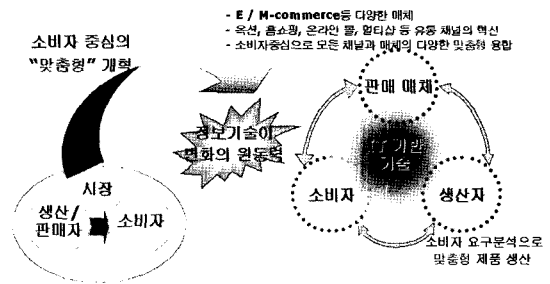 - E / M-commerce등 다양한 매체
- 옥션, 홈쇼핑, 온라인 몰, 멀티샵 등 유통 채널의 혁신
- 소비자중심으로 모든 채널과 매체의 다양한 맞춤형 융합
소비자 중심의
"맞춤형" 개혁
정보기술이
변화의 원동력
판매 매체
IT 기반
기술
소비자
생산자
시장
생산/
판매자
소비자
소비자 요구분석으로
맞춤형 제품 생산